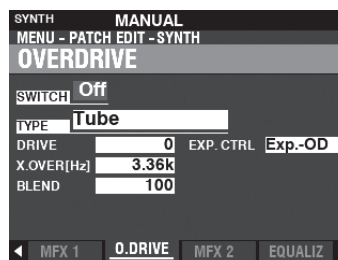 SYNTH MANUAL
MENU - PATCH EDIT - SYNTH
OVERDRIVE
SWITCH Off
TYPE Tube
DRIVE 0 EXP. CTRL Exp.-OD
X.OVER[Hz] 3.36k
BLEND 100
MFX 1 O.DRIVE MFX 2 EQUALIZ